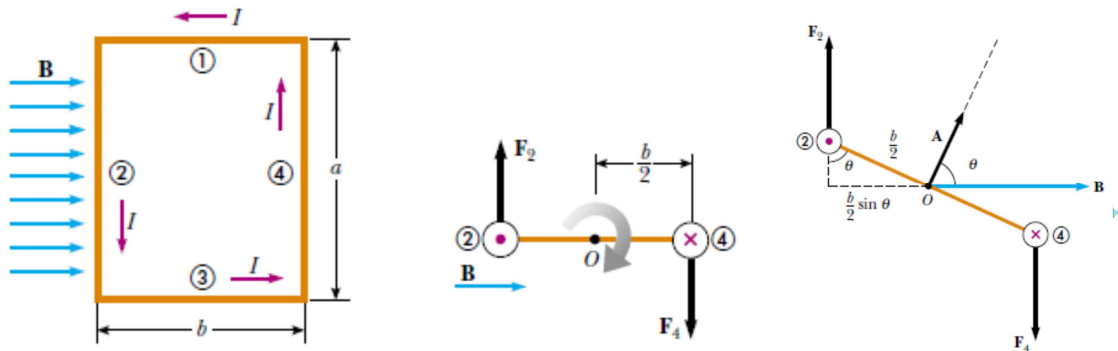 I
①
B
I
②
④
a
I
③
I
b
F₂
b/2
②
④
O
B
F₄
F₂
②
θ
b/2
A
θ
B
O
b/2 sin θ
④
F₄